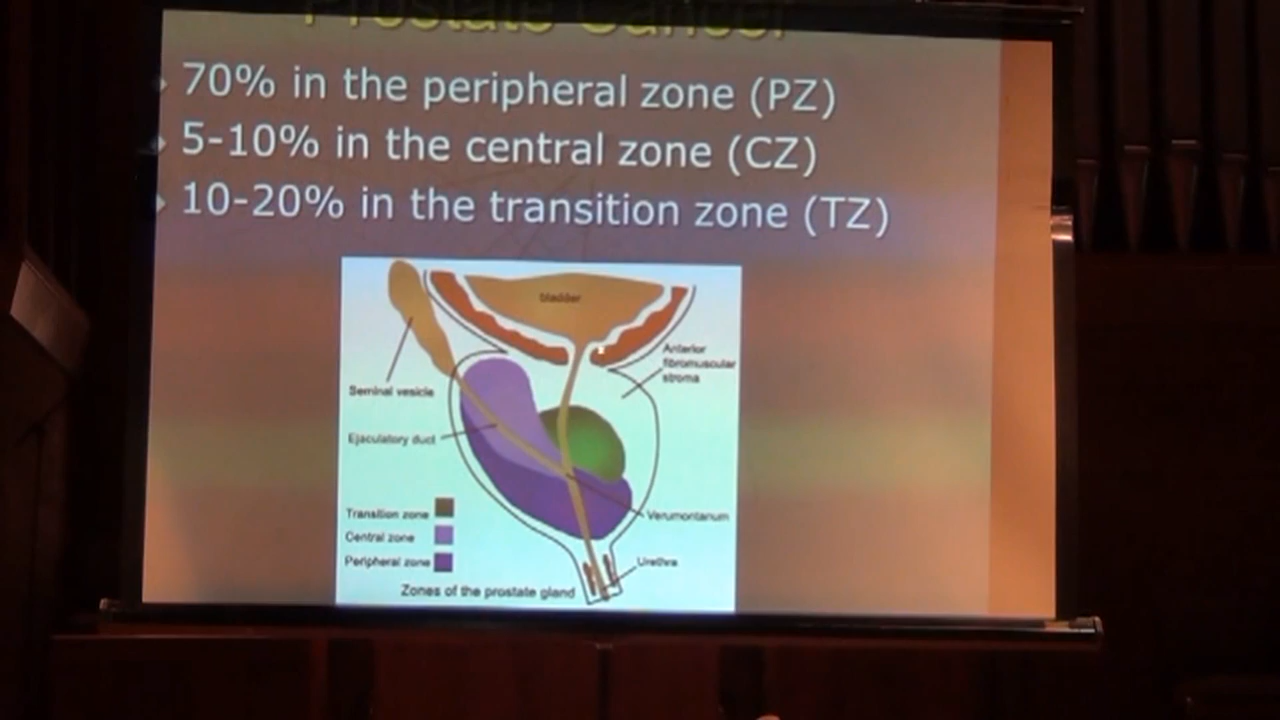 Prostate Cancer
70% in the peripheral zone (PZ)
5-10% in the central zone (CZ)
10-20% in the transition zone (TZ)
bladder
Anterior
fibromuscular
stroma
Seminal vesicle
Ejaculatory duct
Transition zone
Central zone
Peripheral zone
Verumontanum
Urethra
Zones of the prostate gland